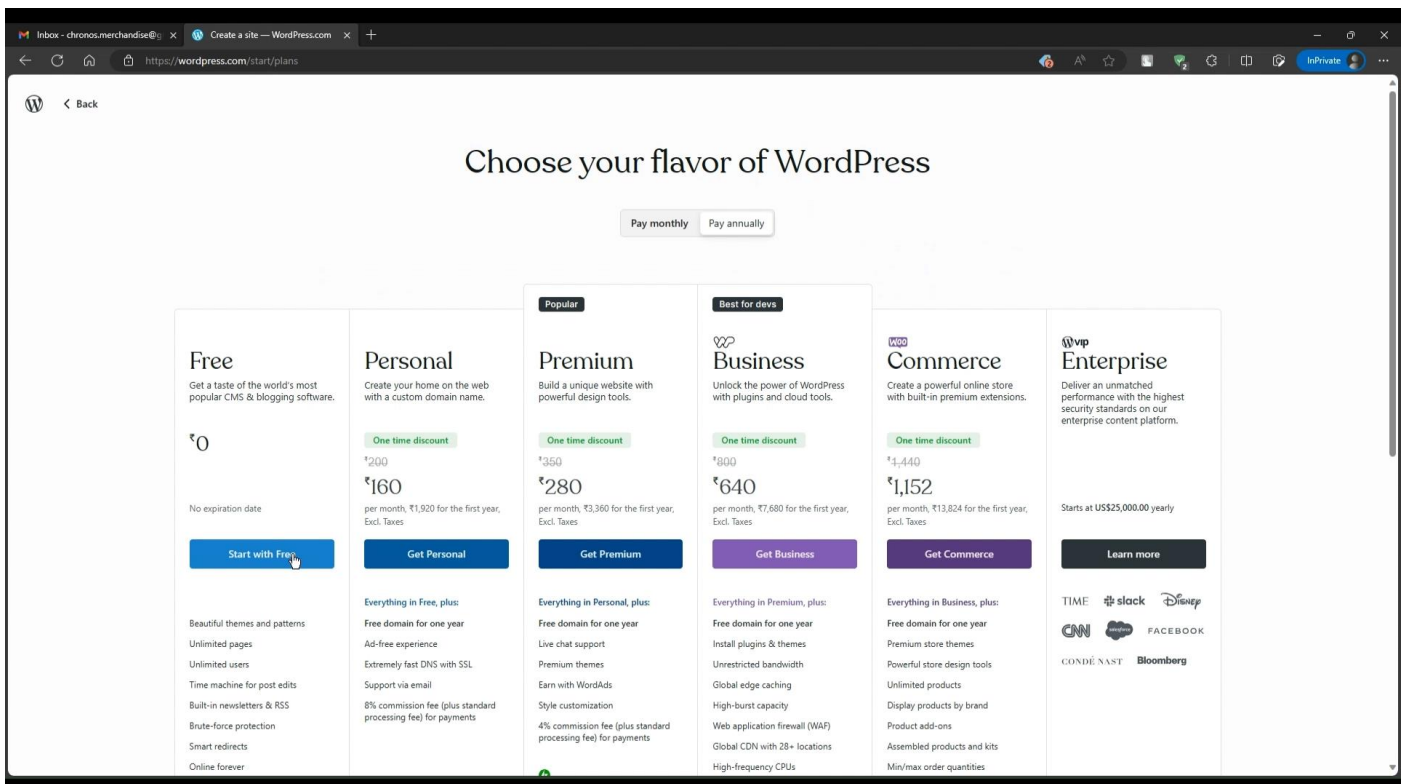 Inbox - chronos.merchandise@g
Create a site — WordPress.com
https://wordpress.com/start/plans
InPrivate
Back
Choose your flavor of WordPress
Pay monthly
Pay annually
Free
Get a taste of the world's most
popular CMS & blogging software.
₹0
No expiration date
Start with Free
Beautiful themes and patterns
Unlimited pages
Unlimited users
Time machine for post edits
Built-in newsletters & RSS
Brute-force protection
Smart redirects
Online forever
Personal
Create your home on the web
with a custom domain name.
One time discount
₹200
₹160
per month, ₹1,920 for the first year,
Excl. Taxes
Get Personal
Everything in Free, plus:
Free domain for one year
Ad-free experience
Extremely fast DNS with SSL
Support via email
8% commission fee (plus standard
processing fee) for payments
Popular
Premium
Build a unique website with
powerful design tools.
One time discount
₹350
₹280
per month, ₹3,360 for the first year,
Excl. Taxes
Get Premium
Everything in Personal, plus:
Free domain for one year
Live chat support
Premium themes
Earn with WordAds
Style customization
4% commission fee (plus standard
processing fee) for payments
Best for devs
Business
Unlock the power of WordPress
with plugins and cloud tools.
One time discount
₹800
₹640
per month, ₹7,680 for the first year,
Excl. Taxes
Get Business
Everything in Premium, plus:
Free domain for one year
Install plugins & themes
Unrestricted bandwidth
Global edge caching
High-burst capacity
Web application firewall (WAF)
Global CDN with 28+ locations
High-frequency CPUs
Woo
Commerce
Create a powerful online store
with built-in premium extensions.
One time discount
₹1,440
₹1,152
per month, ₹13,824 for the first year,
Excl. Taxes
Get Commerce
Everything in Business, plus:
Free domain for one year
Premium store themes
Powerful store design tools
Unlimited products
Display products by brand
Product add-ons
Assembled products and kits
Min/max order quantities
vip
Enterprise
Deliver an unmatched
performance with the highest
security standards on our
enterprise content platform.
Starts at US$25,000.00 yearly
Learn more
TIME slack Disney
CNN salesforce FACEBOOK
CONDÉ NAST Bloomberg